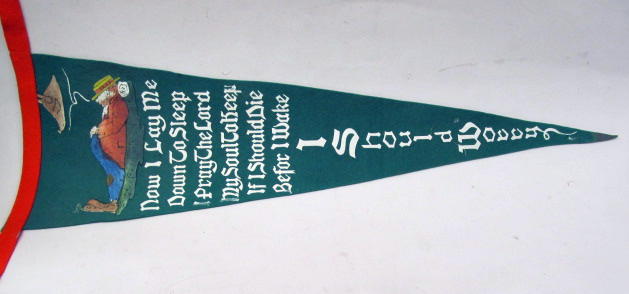 Now I Lay Me
Down To Sleep
I Pray The Lord
My Soul To Keep
If I Should Die
Befor I Wake
I
Should
Worry